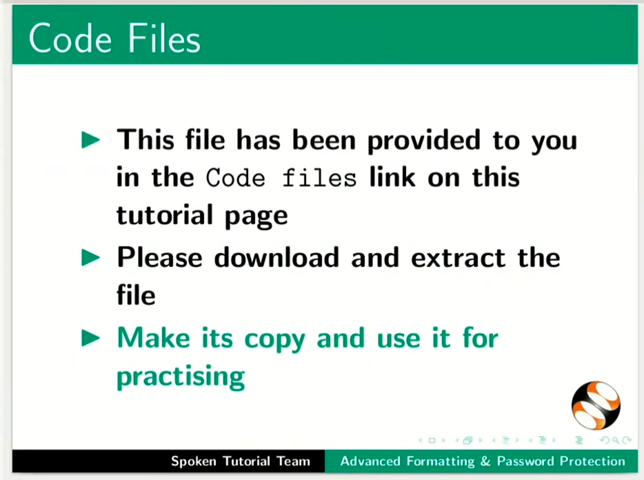 Code Files
This file has been provided to you
in the Code files link on this
tutorial page
Please download and extract the
file
Make its copy and use it for
practising
Spoken Tutorial Team
Advanced Formatting & Password Protection